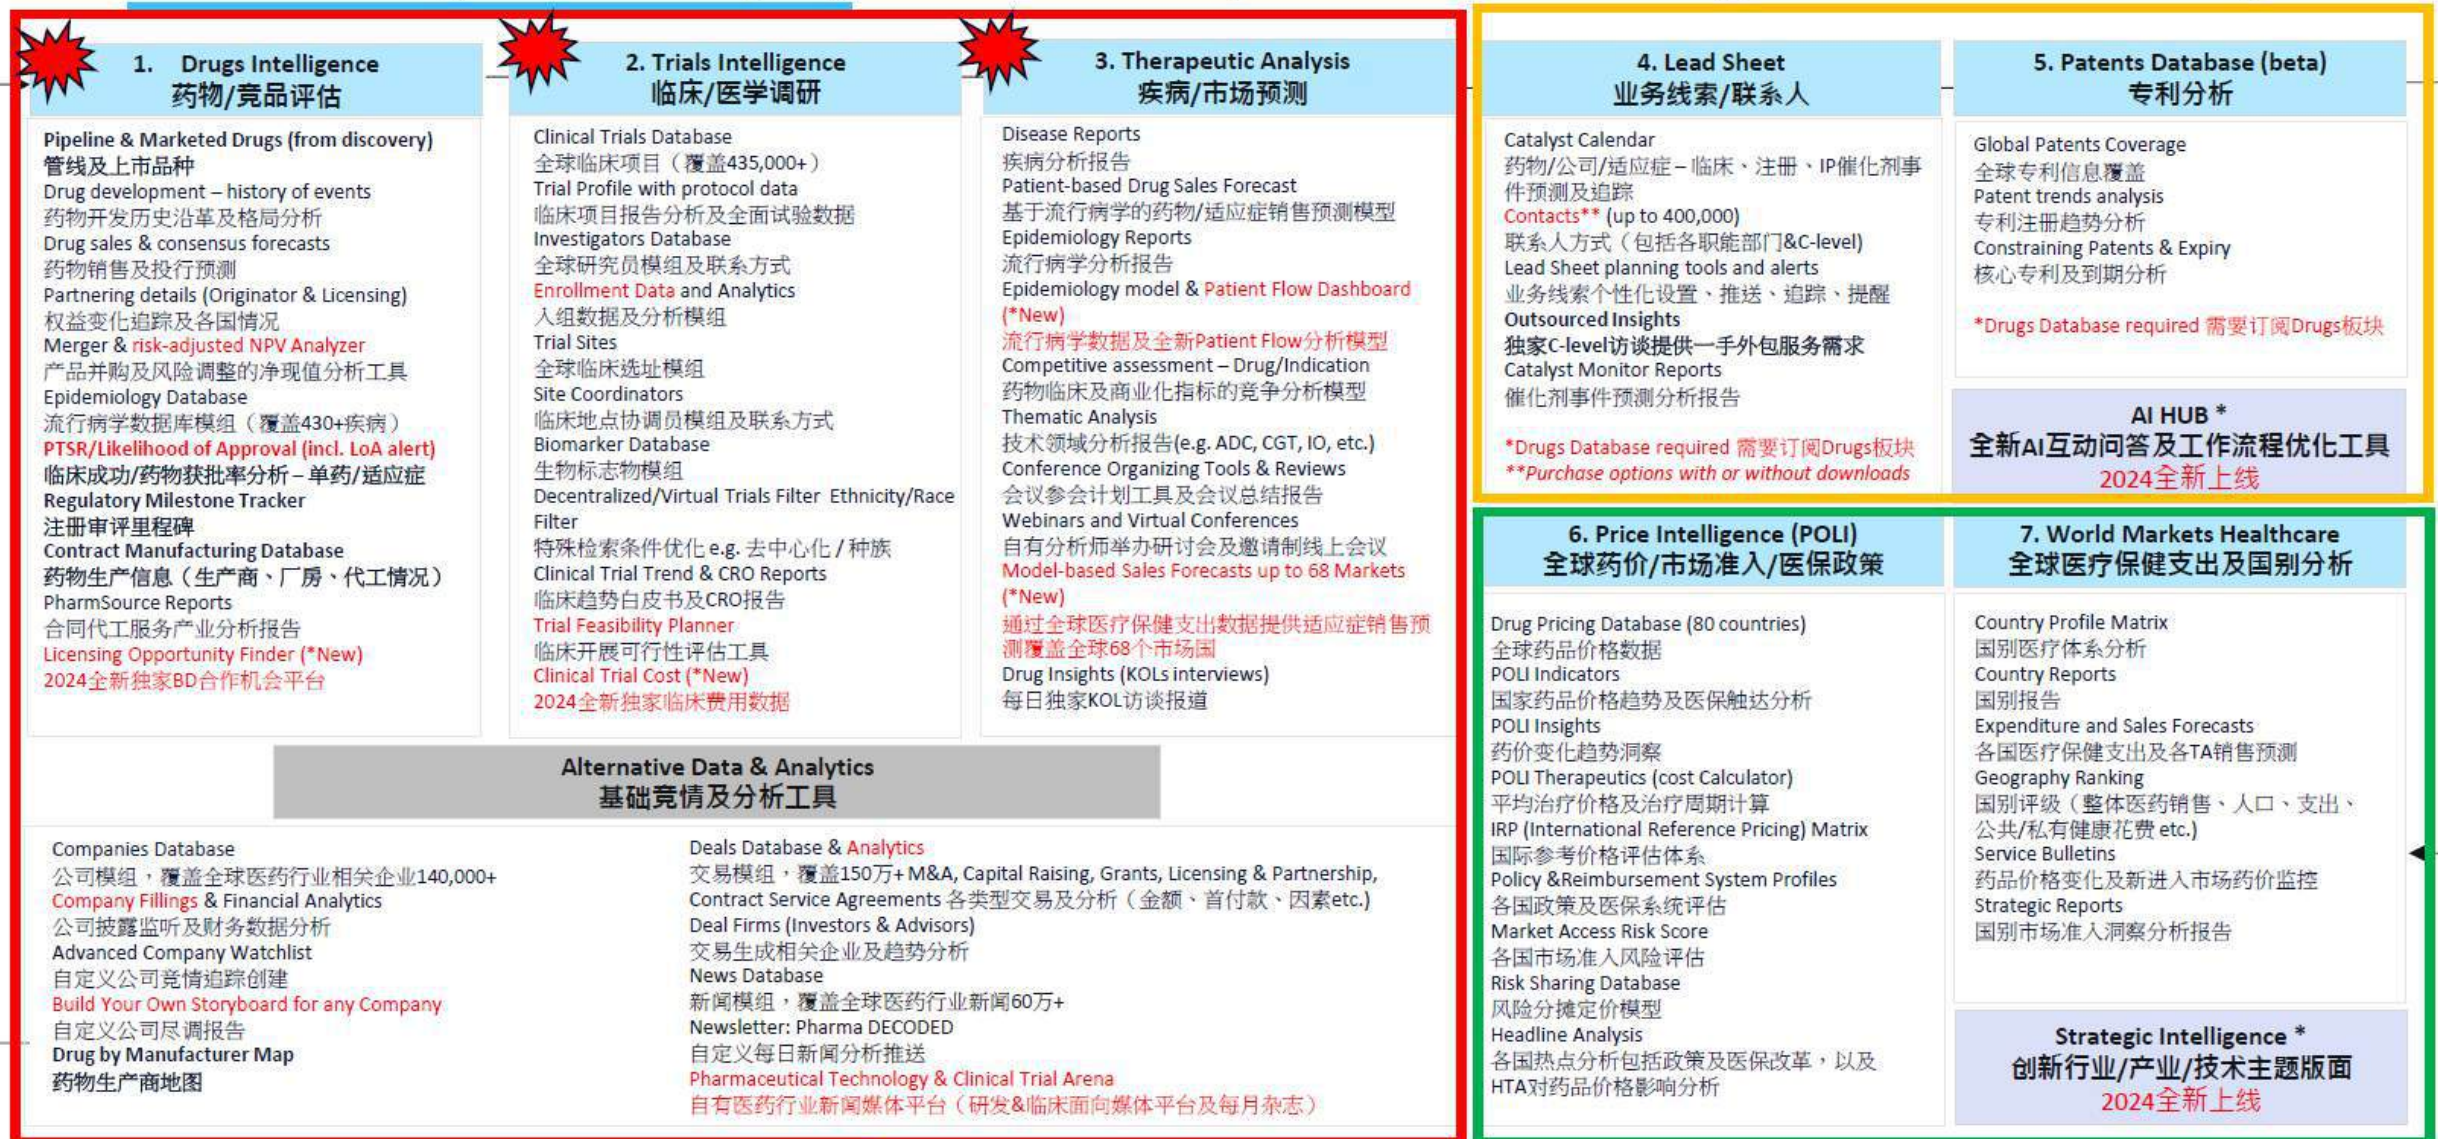 1. Drugs Intelligence
药物/竞品评估
Pipeline & Marketed Drugs (from discovery)
管线及上市品种
Drug development – history of events
药物开发历史沿革及格局分析
Drug sales & consensus forecasts
药物销售及投行预测
Partnering details (Originator & Licensing)
权益变化追踪及各国情况
Merger & risk-adjusted NPV Analyzer
产品并购及风险调整的净现值分析工具
Epidemiology Database
流行病学数据库模组（覆盖430+疾病）
PTSR/Likelihood of Approval (incl. LoA alert)
临床成功/药物获批率分析 – 单药/适应症
Regulatory Milestone Tracker
注册审评里程碑
Contract Manufacturing Database
药物生产信息（生产商、厂房、代工情况）
PharmSource Reports
合同代工服务产业分析报告
Licensing Opportunity Finder (*New)
2024全新独家BD合作机会平台
2. Trials Intelligence
临床/医学调研
Clinical Trials Database
全球临床项目（覆盖435,000+）
Trial Profile with protocol data
临床项目报告分析及全面试验数据
Investigators Database
全球研究员模组及联系方式
Enrollment Data and Analytics
入组数据及分析模组
Trial Sites
全球临床选址模组
Site Coordinators
临床地点协调员模组及联系方式
Biomarker Database
生物标志物模组
Decentralized/Virtual Trials Filter Ethnicity/Race
Filter
特殊检索条件优化 e.g. 去中心化 / 种族
Clinical Trial Trend & CRO Reports
临床趋势白皮书及CRO报告
Trial Feasibility Planner
临床开展可行性评估工具
Clinical Trial Cost (*New)
2024全新独家临床费用数据
3. Therapeutic Analysis
疾病/市场预测
Disease Reports
疾病分析报告
Patient-based Drug Sales Forecast
基于流行病学的药物/适应症销售预测模型
Epidemiology Reports
流行病学分析报告
Epidemiology model & Patient Flow Dashboard
(*New)
流行病学数据及全新Patient Flow分析模型
Competitive assessment – Drug/Indication
药物临床及商业化指标的竞争分析模型
Thematic Analysis
技术领域分析报告(e.g. ADC, CGT, IO, etc.)
Conference Organizing Tools & Reviews
会议参会计划工具及会议总结报告
Webinars and Virtual Conferences
自有分析师举办研讨会及邀请制线上会议
Model-based Sales Forecasts up to 68 Markets
(*New)
通过全球医疗保健支出数据提供适应症销售预
测覆盖全球68个市场国
Drug Insights (KOLs interviews)
每日独家KOL访谈报道
Alternative Data & Analytics
基础竞情及分析工具
Companies Database
公司模组，覆盖全球医药行业相关企业140,000+
Company Fillings & Financial Analytics
公司披露监听及财务数据分析
Advanced Company Watchlist
自定义公司竞情追踪创建
Build Your Own Storyboard for any Company
自定义公司尽调报告
Drug by Manufacturer Map
药物生产商地图
Deals Database & Analytics
交易模组，覆盖150万+ M&A, Capital Raising, Grants, Licensing & Partnership,
Contract Service Agreements 各类型交易及分析（金额、首付款、因素etc.)
Deal Firms (Investors & Advisors)
交易生成相关企业及趋势分析
News Database
新闻模组，覆盖全球医药行业新闻60万+
Newsletter: Pharma DECODED
自定义每日新闻分析推送
Pharmaceutical Technology & Clinical Trial Arena
自有医药行业新闻媒体平台（研发&临床面向媒体平台及每月杂志）
4. Lead Sheet
业务线索/联系人
Catalyst Calendar
药物/公司/适应症 – 临床、注册、IP催化剂事
件预测及追踪
Contacts** (up to 400,000)
联系人方式（包括各职能部门&C-level)
Lead Sheet planning tools and alerts
业务线索个性化设置、推送、追踪、提醒
Outsourced Insights
独家C-level访谈提供一手外包服务需求
Catalyst Monitor Reports
催化剂事件预测分析报告
*Drugs Database required 需要订阅Drugs板块
**Purchase options with or without downloads
5. Patents Database (beta)
专利分析
Global Patents Coverage
全球专利信息覆盖
Patent trends analysis
专利注册趋势分析
Constraining Patents & Expiry
核心专利及到期分析
*Drugs Database required 需要订阅Drugs板块
AI HUB *
全新AI互动问答及工作流程优化工具
2024全新上线
6. Price Intelligence (POLI)
全球药价/市场准入/医保政策
Drug Pricing Database (80 countries)
全球药品价格数据
POLI Indicators
国家药品价格趋势及医保触达分析
POLI Insights
药价变化趋势洞察
POLI Therapeutics (cost Calculator)
平均治疗价格及治疗周期计算
IRP (International Reference Pricing) Matrix
国际参考价格评估体系
Policy &Reimbursement System Profiles
各国政策及医保系统评估
Market Access Risk Score
各国市场准入风险评估
Risk Sharing Database
风险分摊定价模型
Headline Analysis
各国热点分析包括政策及医保改革，以及
HTA对药品价格影响分析
7. World Markets Healthcare
全球医疗保健支出及国别分析
Country Profile Matrix
国别医疗体系分析
Country Reports
国别报告
Expenditure and Sales Forecasts
各国医疗保健支出及各TA销售预测
Geography Ranking
国别评级（整体医药销售、人口、支出、
公共/私有健康花费 etc.)
Service Bulletins
药品价格变化及新进入市场药价监控
Strategic Reports
国别市场准入洞察分析报告
Strategic Intelligence *
创新行业/产业/技术主题版面
2024全新上线